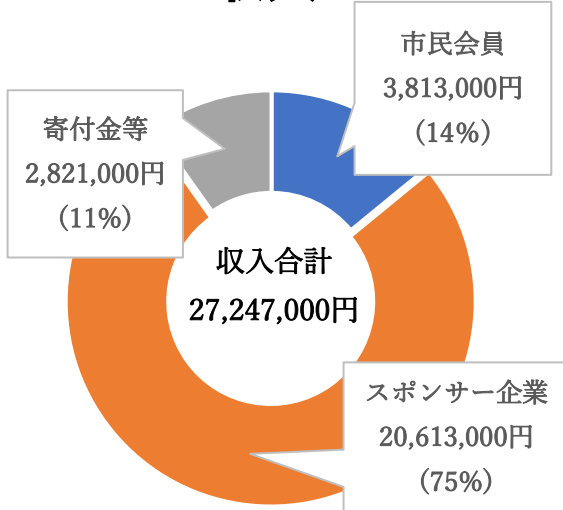 市民会員
3,813,000円
（14%）
寄付金等
2,821,000円
（11%）
収入合計
27,247,000円
スポンサー企業
20,613,000円
（75%）